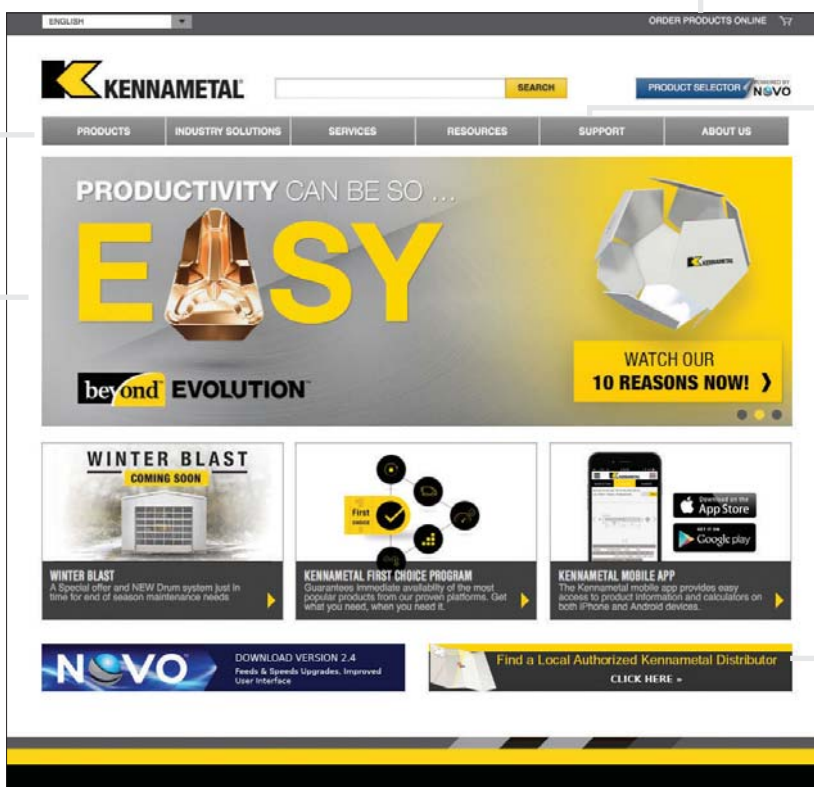 ENGLISH
ORDER PRODUCTS ONLINE
KENNAMETAL
SEARCH
PRODUCT SELECTOR
POWERED BY
NOVO
PRODUCTS
INDUSTRY SOLUTIONS
SERVICES
RESOURCES
SUPPORT
ABOUT US
PRODUCTIVITY CAN BE SO ...
EASY
KENNAMETAL
beyond™ EVOLUTION™
WATCH OUR
10 REASONS NOW!
WINTER BLAST
COMING SOON
WINTER BLAST
A Special offer and NEW Drum system just in
time for end of season maintenance needs
First
CHOICE
KENNAMETAL FIRST CHOICE PROGRAM
Guarantees immediate availability of the most
popular products from our proven platforms. Get
what you need, when you need it.
KENNAMETAL
Download on the
App Store
GET IT ON
Google play
KENNAMETAL MOBILE APP
The Kennametal mobile app provides easy
access to product information and calculators on
both iPhone and Android devices.
NOVO
DOWNLOAD VERSION 2.4
Feeds & Speeds Upgrades, Improved
User Interface
Find a Local Authorized Kennametal Distributor
CLICK HERE »